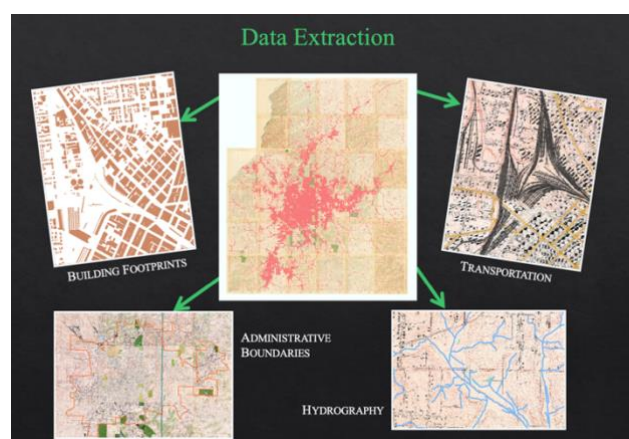 Data Extraction
BUILDING FOOTPRINTS
TRANSPORTATION
ADMINISTRATIVE
BOUNDARIES
HYDROGRAPHY